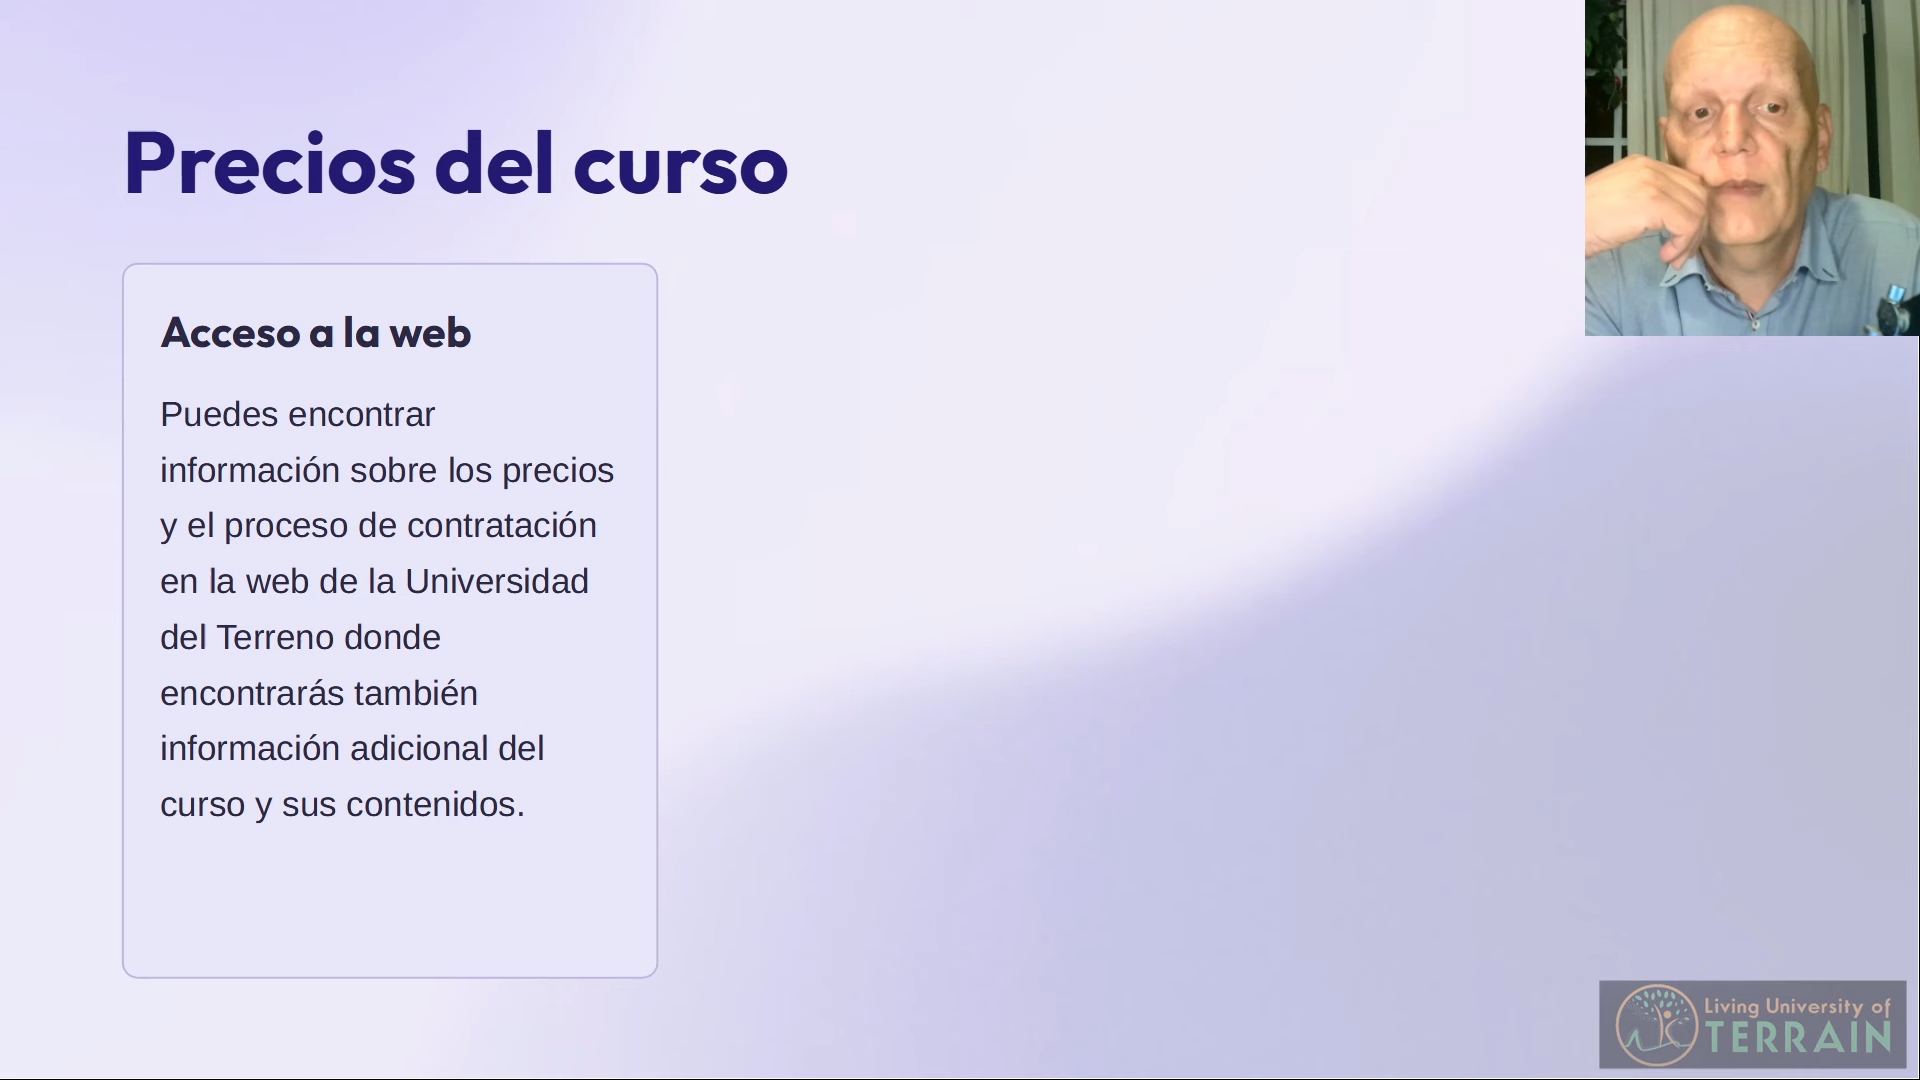 Precios del curso
Acceso a la web
Puedes encontrar
información sobre los precios
y el proceso de contratación
en la web de la Universidad
del Terreno donde
encontrarás también
información adicional del
curso y sus contenidos.
Living University of
TERRAIN